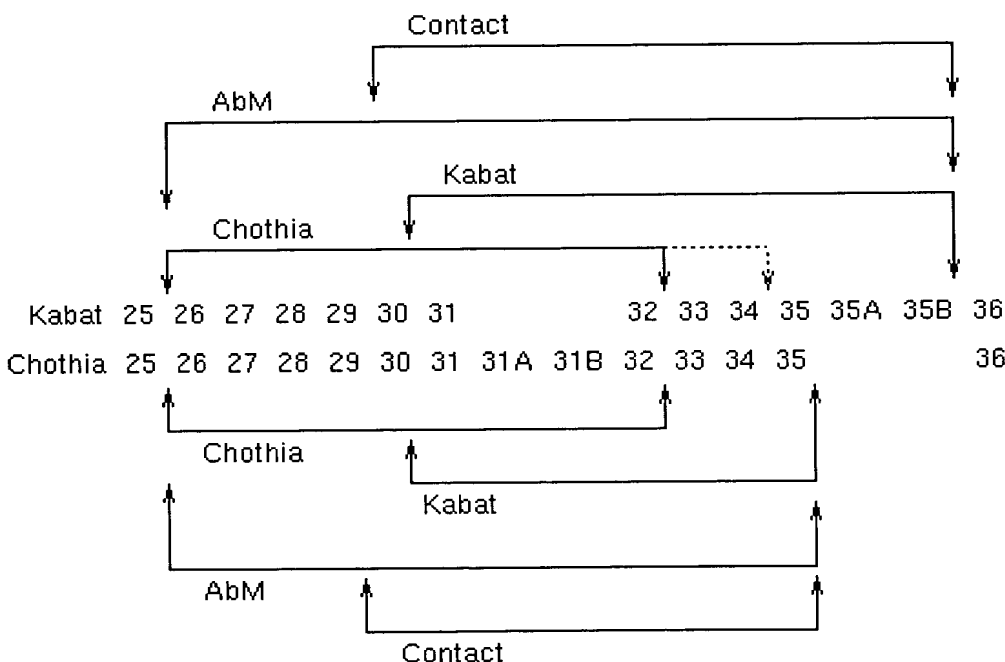 Contact
AbM
Kabat
Chothia
Kabat 25 26 27 28 29 30 31 32 33 34 35 35A 35B 36
Chothia 25 26 27 28 29 30 31 31A 31B 32 33 34 35 36
Chothia
Kabat
AbM
Contact